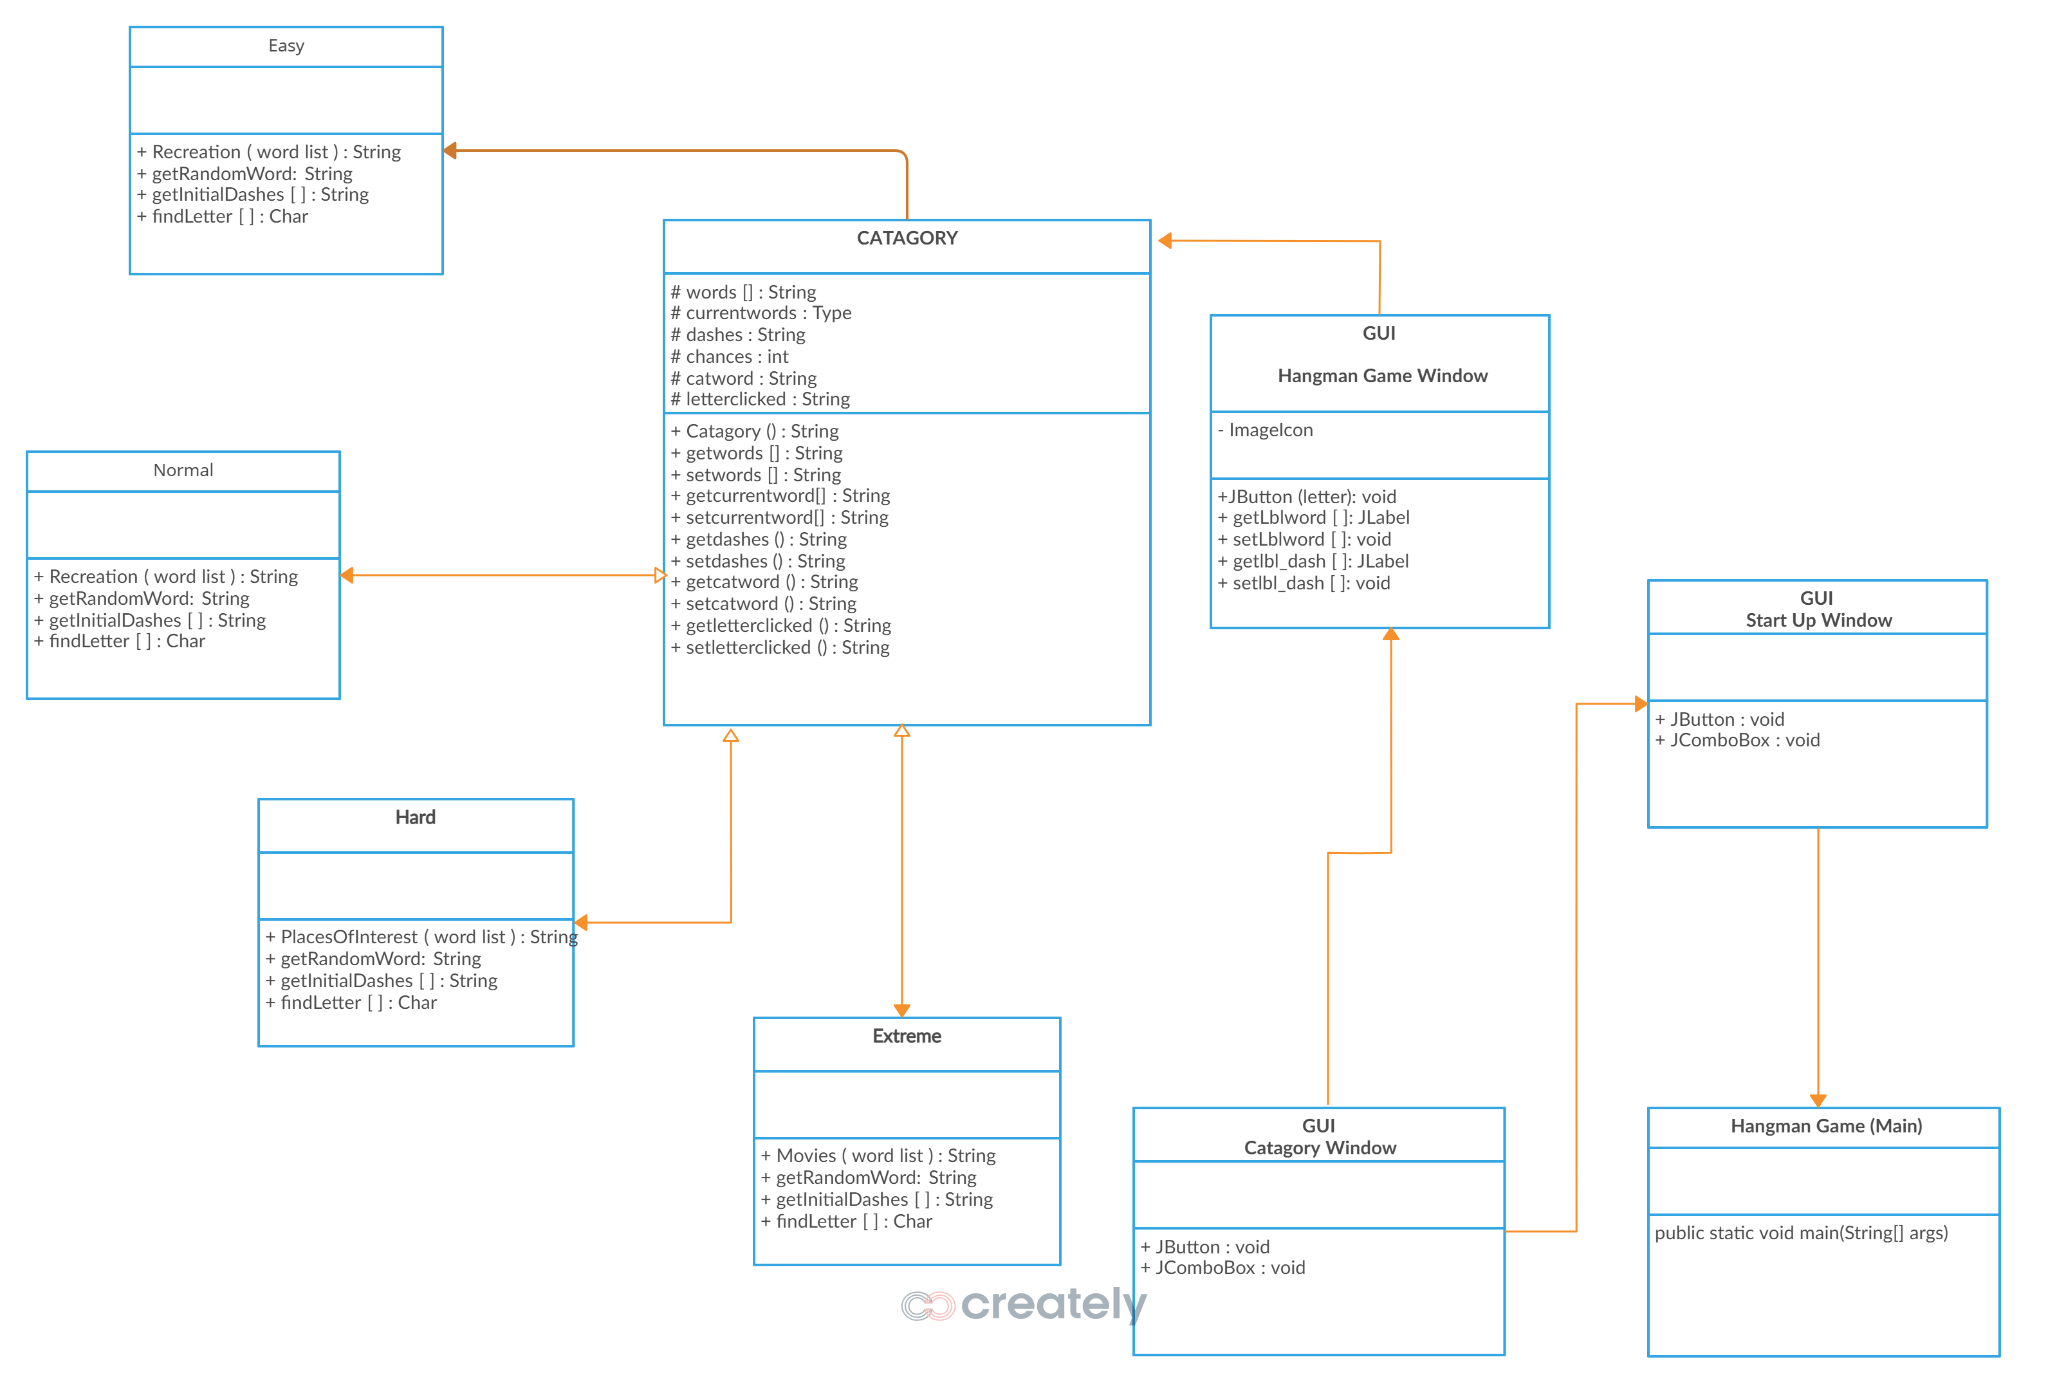 Easy
+ Recreation ( word list ) : String
+ getRandomWord: String
+ getInitialDashes [ ] : String
+ findLetter [ ] : Char
CATAGORY
# words [] : String
# currentwords : Type
# dashes : String
# chances : int
# catword : String
# letterclicked : String
+ Catagory () : String
+ getwords [] : String
+ setwords [] : String
+ getcurrentword[] : String
+ setcurrentword[] : String
+ getdashes () : String
+ setdashes () : String
+ getcatword () : String
+ setcatword () : String
+ getletterclicked () : String
+ setletterclicked () : String
GUI
Hangman Game Window
- ImageIcon
+JButton (letter): void
+ getLblword [ ]: JLabel
+ setLblword [ ]: void
+ getlbl_dash [ ]: JLabel
+ setlbl_dash [ ]: void
Normal
+ Recreation ( word list ) : String
+ getRandomWord: String
+ getInitialDashes [ ] : String
+ findLetter [ ] : Char
GUI
Start Up Window
+ JButton : void
+ JComboBox : void
Hard
+ PlacesOfInterest ( word list ) : String
+ getRandomWord: String
+ getInitialDashes [ ] : String
+ findLetter [ ] : Char
Extreme
+ Movies ( word list ) : String
+ getRandomWord: String
+ getInitialDashes [ ] : String
+ findLetter [ ] : Char
GUI
Catagory Window
+ JButton : void
+ JComboBox : void
Hangman Game (Main)
public static void main(String[] args)
creately